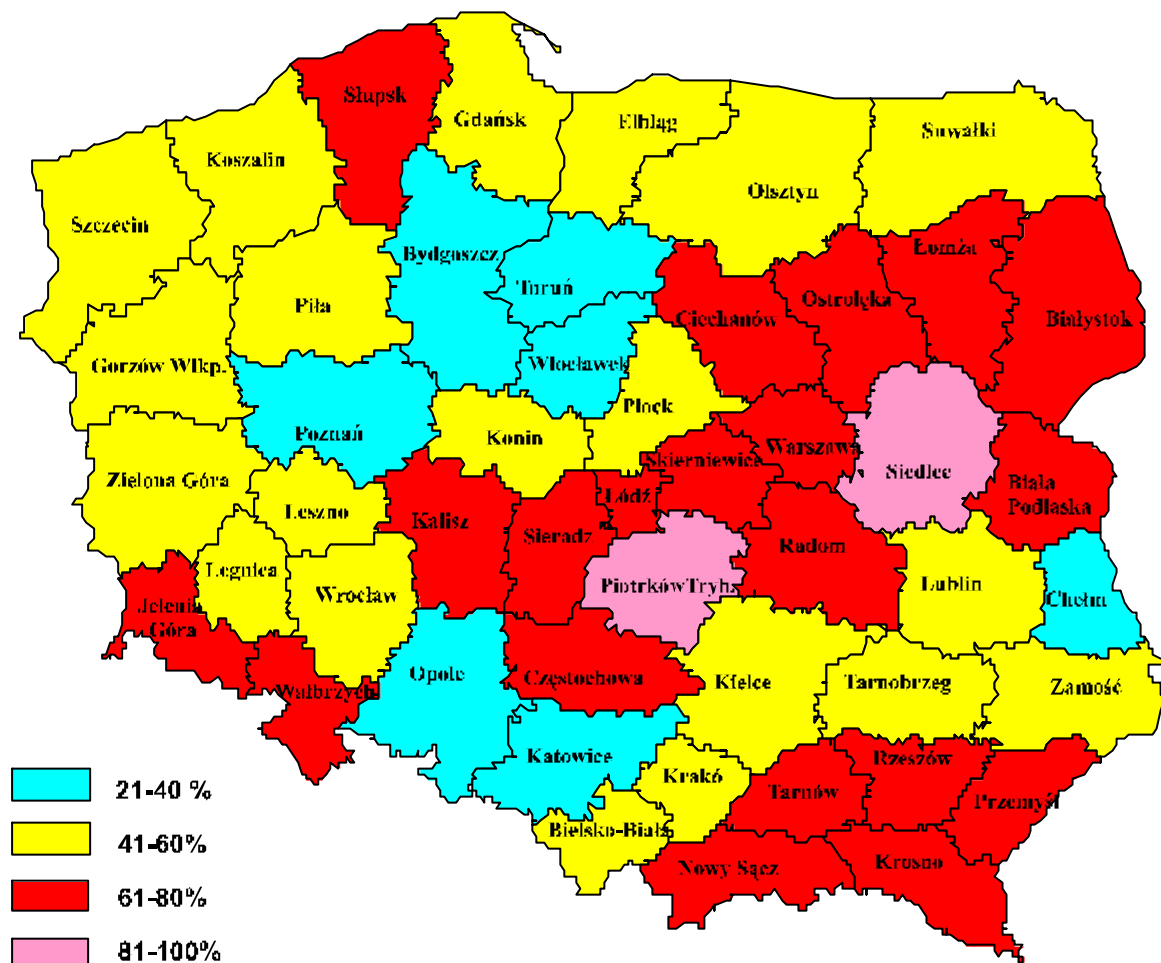 Słupsk
Gdańsk
Elbląg
Suwałki
Koszalin
Olsztyn
Szczecin
Bydgoszcz
Toruń
Łomża
Ostrolęka
Białystok
Piła
Ciechanów
Gorzów Wlkp.
Włocławek
Płock
Poznań
Konin
Warszawa
Skierniewice
Siedlce
Zielona Góra
Leszno
Łódź
Biała
Podlaska
Kalisz
Sieradz
Radom
Legnica
Wrocław
PiotrkówTryb.
Lublin
Chełm
Jelenia
Góra
Opole
Częstochowa
Kielce
Tarnobrzeg
Zamość
Wałbrzych
Katowice
Krakó
Rzeszów
Tarnów
Przemyśl
Bielsko-Biała
Nowy Sącz
Krosno
21-40 %
41-60%
61-80%
81-100%